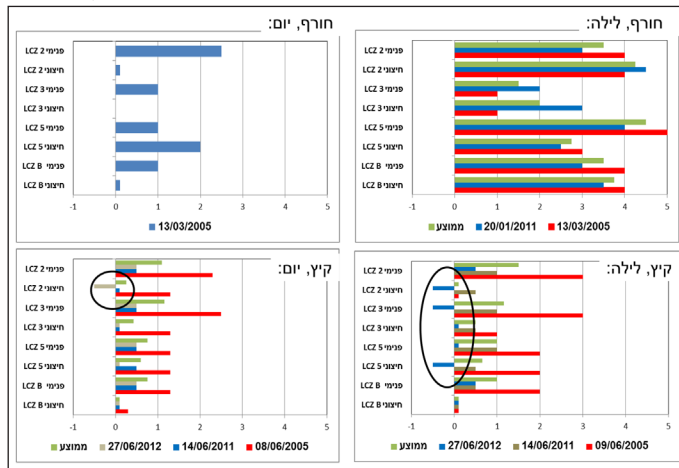 חורף, יום:
LCZ 2 פנימי
LCZ 2 חיצוני
LCZ 3 פנימי
LCZ 3 חיצוני
LCZ 5 פנימי
LCZ 5 חיצוני
LCZ B פנימי
LCZ B חיצוני
-1 0 1 2 3 4 5
13/03/2005
חורף, לילה:
LCZ 2 פנימי
LCZ 2 חיצוני
LCZ 3 פנימי
LCZ 3 חיצוני
LCZ 5 פנימי
LCZ 5 חיצוני
LCZ B פנימי
LCZ B חיצוני
-1 0 1 2 3 4 5
ממוצע 20/01/2011 13/03/2005
קיץ, יום:
LCZ 2 פנימי
LCZ 2 חיצוני
LCZ 3 פנימי
LCZ 3 חיצוני
LCZ 5 פנימי
LCZ 5 חיצוני
LCZ B פנימי
LCZ B חיצוני
-1 0 1 2 3 4 5
ממוצע 27/06/2012 14/06/2011 08/06/2005
קיץ, לילה:
LCZ 2 פנימי
LCZ 2 חיצוני
LCZ 3 פנימי
LCZ 3 חיצוני
LCZ 5 פנימי
LCZ 5 חיצוני
LCZ B פנימי
LCZ B חיצוני
-1 0 1 2 3 4 5
ממוצע 27/06/2012 14/06/2011 09/06/2005